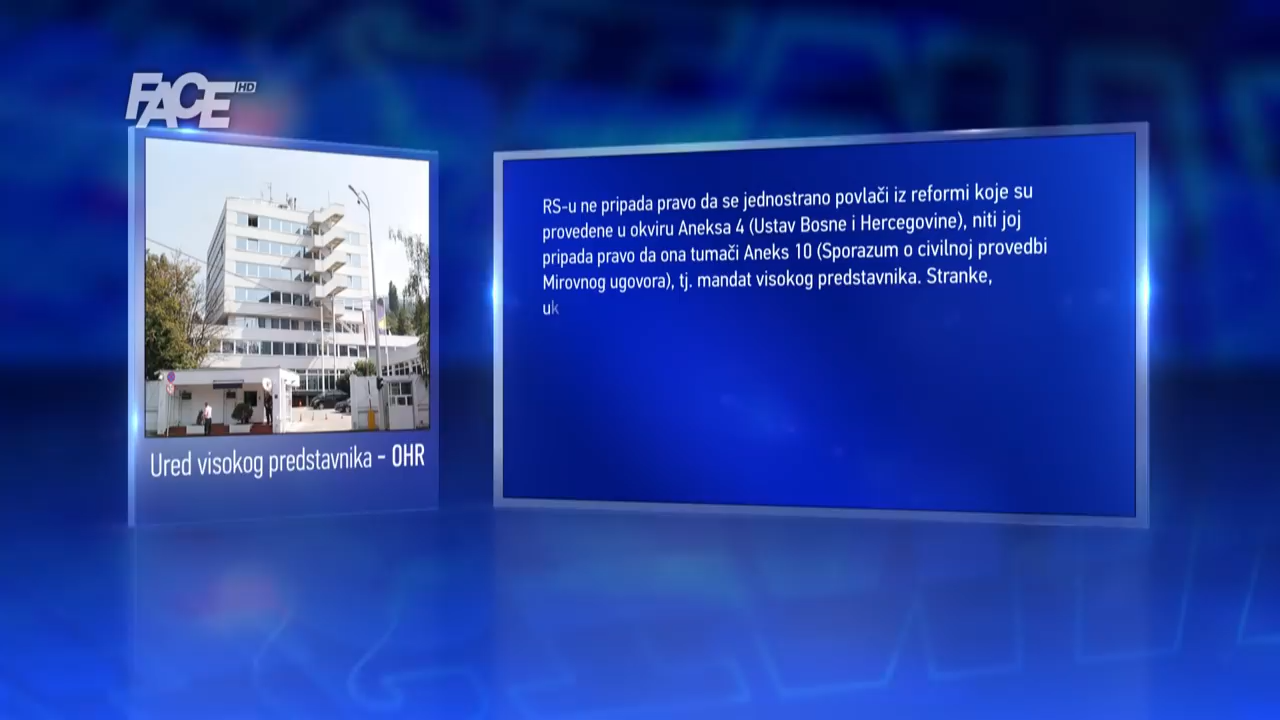 FACE HD
RS-u ne pripada pravo da se jednostrano povlači iz reformi koje su
provedene u okviru Aneksa 4 (Ustav Bosne i Hercegovine), niti joj
pripada pravo da ona tumači Aneks 10 (Sporazum o civilnoj provedbi
Mirovnog ugovora), tj. mandat visokog predstavnika. Stranke,
uk
Ured visokog predstavnika - OHR